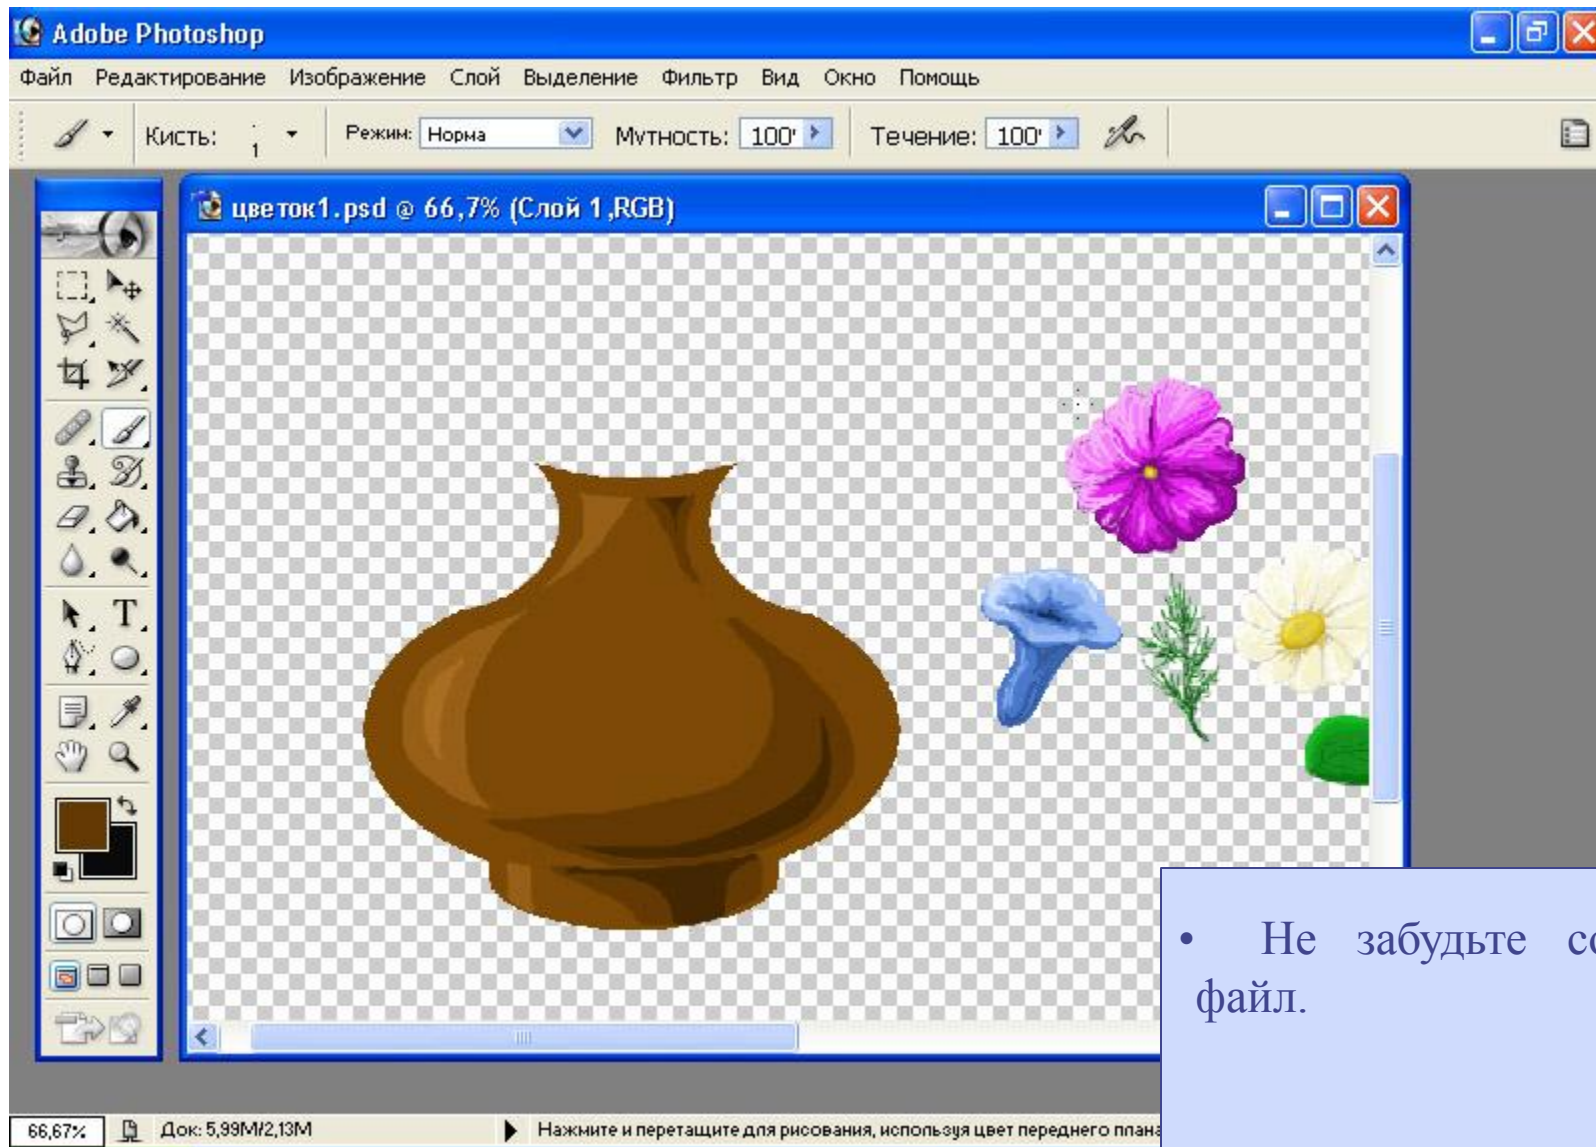 Adobe Photoshop
Файл Редактирование Изображение Слой Выделение Фильтр Вид Окно Помощь
Кисть: 1 Режим: Норма Мутность: 100' Течение: 100'
цветок1.psd @ 66,7% (Слой 1,RGB)
T
• Не забудьте
файл.
66,67% Док: 5,99M/2,13M Нажмите и перетащите для рисования, используя цвет переднего плана